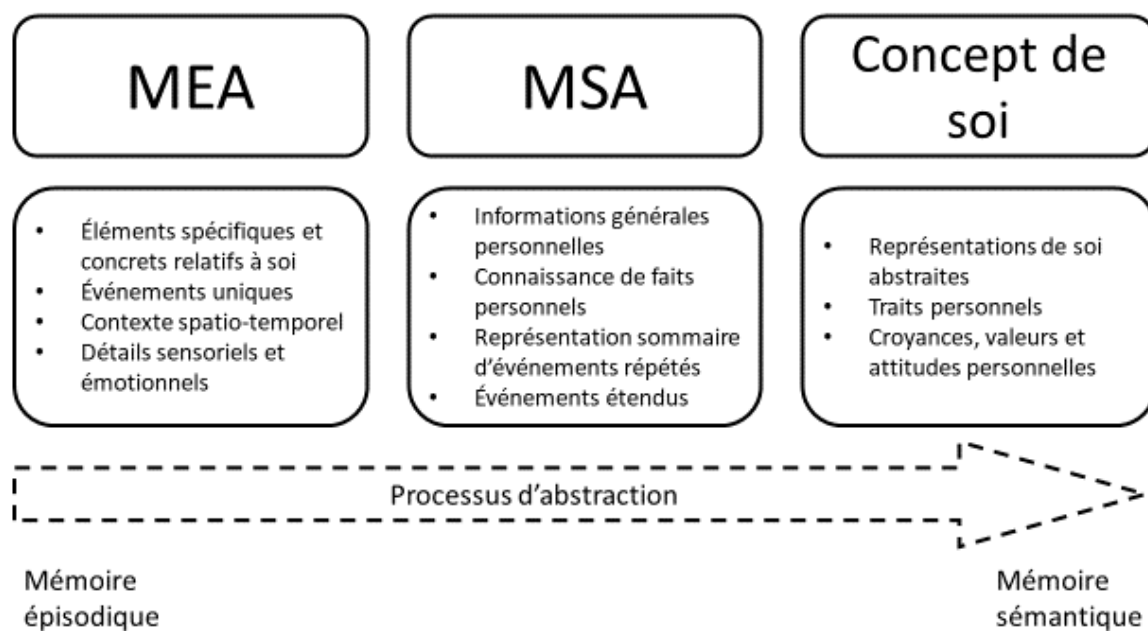 MEA
MSA
Concept de
soi
• Éléments spécifiques et
concrets relatifs à soi
• Événements uniques
• Contexte spatio-temporel
• Détails sensoriels et
émotionnels
• Informations générales
personnelles
• Connaissance de faits
personnels
• Représentation sommaire
d'événements répétés
• Événements étendus
• Représentations de soi
abstraites
• Traits personnels
• Croyances, valeurs et
attitudes personnelles
Processus d'abstraction
Mémoire
épisodique
Mémoire
sémantique